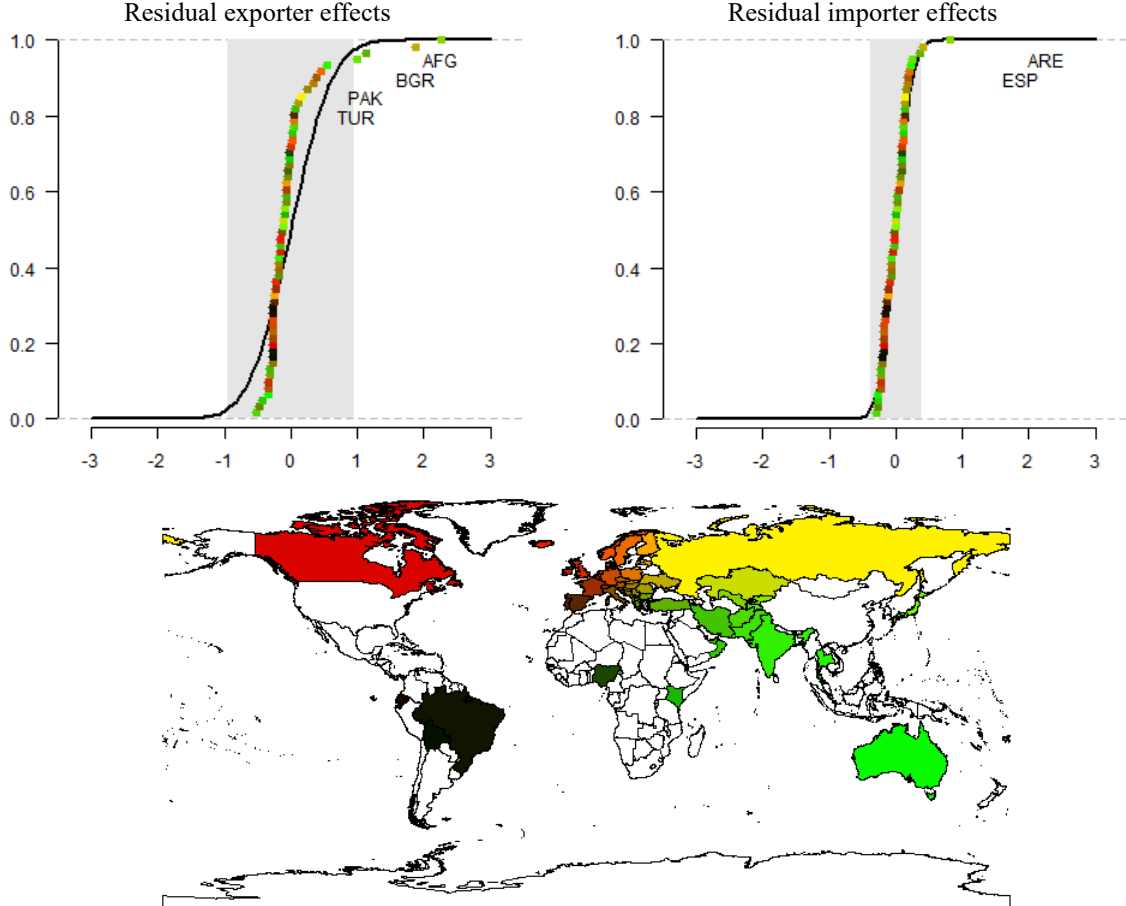 Residual exporter effects
Residual importer effects
1.0
0.8
0.6
0.4
0.2
0.0
AFG
BGR
PAK
TUR
-3 -2 -1 0 1 2 3
1.0
0.8
0.6
0.4
0.2
0.0
ARE
ESP
-3 -2 -1 0 1 2 3